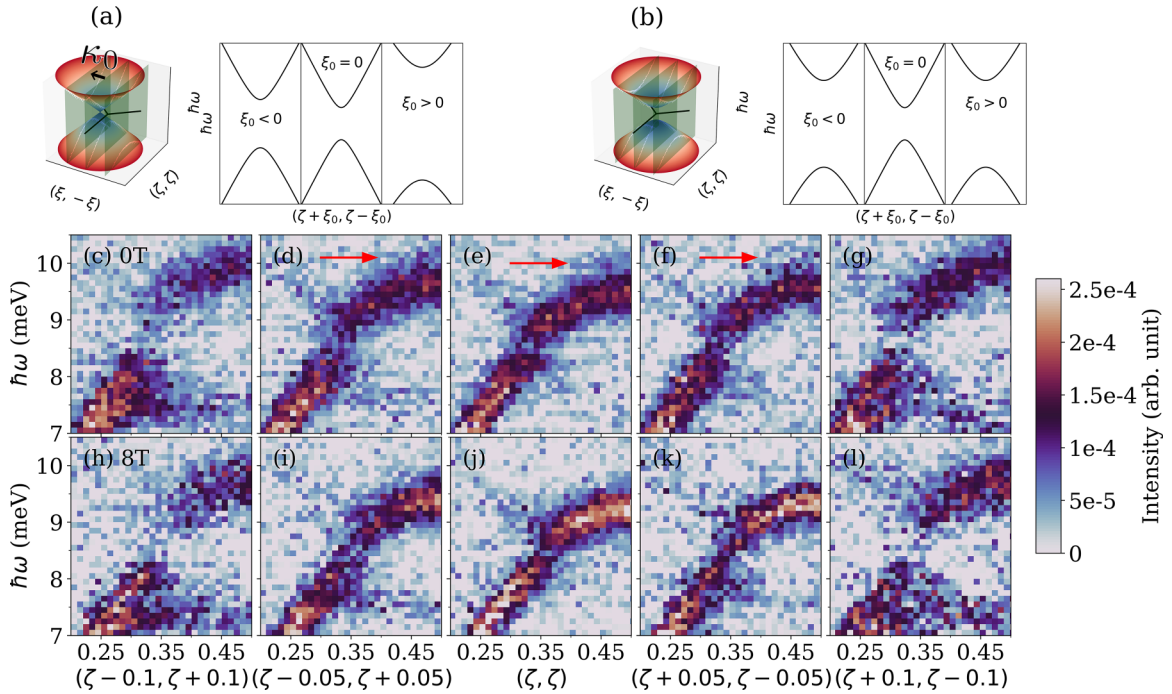 (a)
(b)
κ0
(ξ, −ξ)
(ζ, ζ)
ħω
ħω
ξ0 < 0
ξ0 = 0
ξ0 > 0
(ζ + ξ0, ζ − ξ0)
(ξ, −ξ)
(ζ, ζ)
ħω
ħω
ξ0 < 0
ξ0 = 0
ξ0 > 0
(ζ + ξ0, ζ − ξ0)
(c) 0T
(d)
(e)
(f)
(g)
10
9
8
7
ħω (meV)
(h) 8T
(i)
(j)
(k)
(l)
10
9
8
7
ħω (meV)
0.25 0.35 0.45
0.25 0.35 0.45
0.25 0.35 0.45
0.25 0.35 0.45
0.25 0.35 0.45
(ζ − 0.1, ζ + 0.1)
(ζ − 0.05, ζ + 0.05)
(ζ, ζ)
(ζ + 0.05, ζ − 0.05)
(ζ + 0.1, ζ − 0.1)
2.5e-4
2e-4
1.5e-4
1e-4
5e-5
0
Intensity (arb. unit)